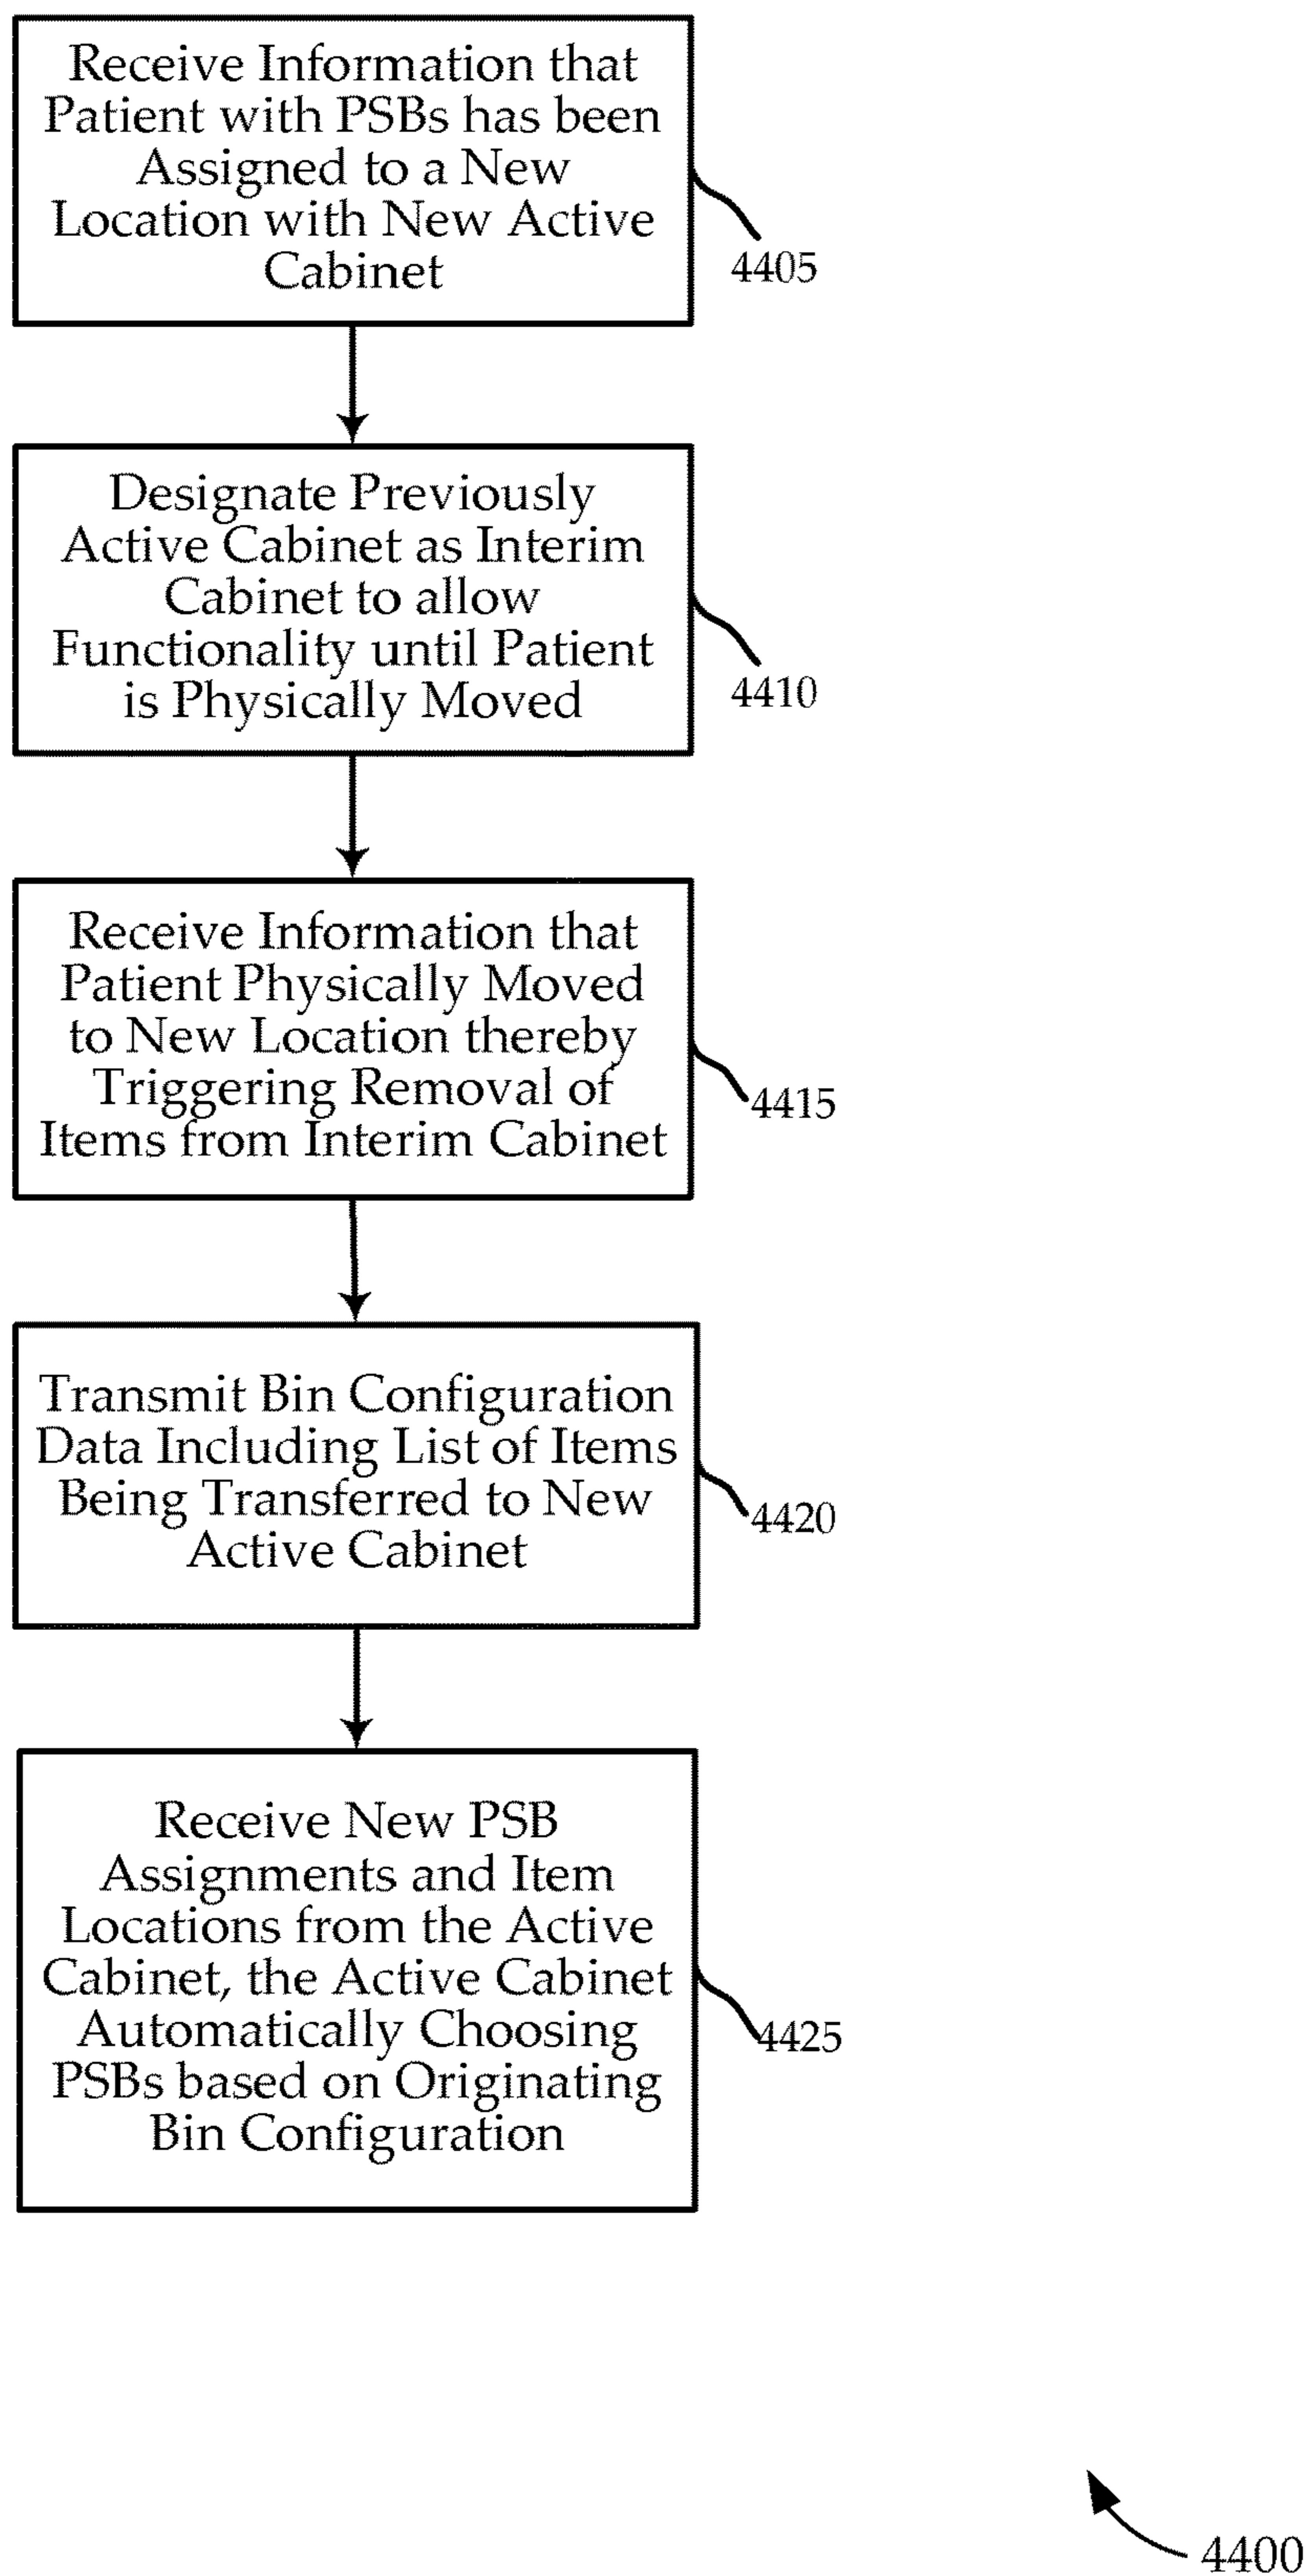 Receive Information that
Patient with PSBs has been
Assigned to a New
Location with New Active
Cabinet
4405
Designate Previously
Active Cabinet as Interim
Cabinet to allow
Functionality until Patient
is Physically Moved
4410
Receive Information that
Patient Physically Moved
to New Location thereby
Triggering Removal of
Items from Interim Cabinet
4415
Transmit Bin Configuration
Data Including List of Items
Being Transferred to New
Active Cabinet
4420
Receive New PSB
Assignments and Item
Locations from the Active
Cabinet, the Active Cabinet
Automatically Choosing
PSBs based on Originating
Bin Configuration
4425
4400